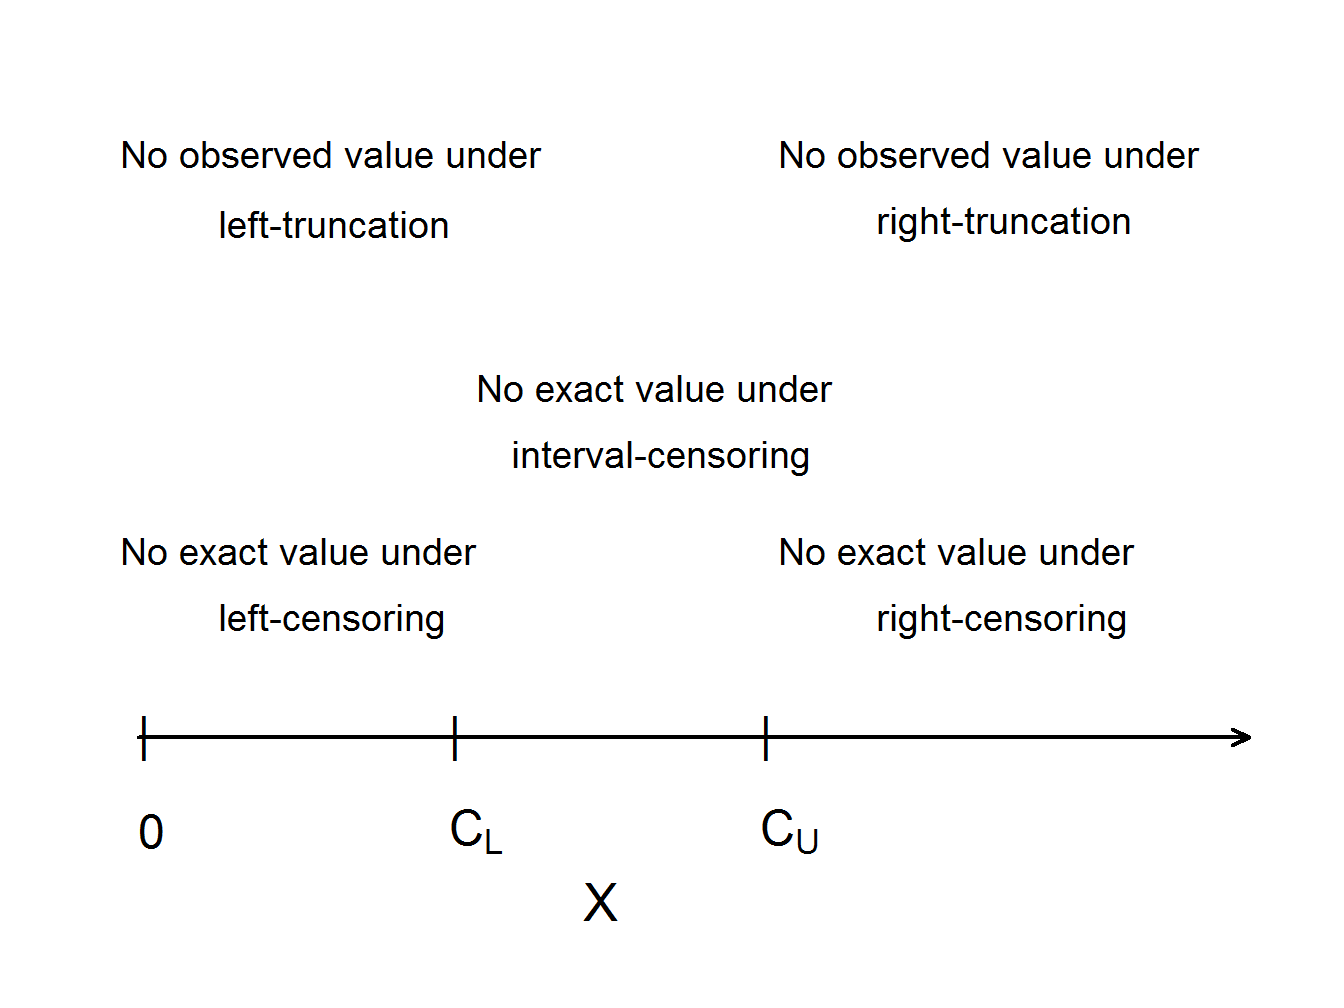 No observed value under
left-truncation
No observed value under
right-truncation
No exact value under
interval-censoring
No exact value under
left-censoring
No exact value under
right-censoring
0
C_L
C_U
X